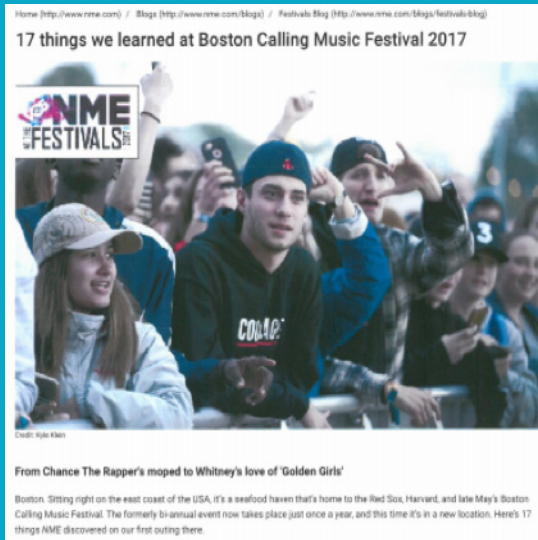 Home (http://www.nme.com) / Blogs (http://www.nme.com/blogs) / Festivals Blog (http://www.nme.com/blogs/festivals-blog)
17 things we learned at Boston Calling Music Festival 2017
NME
FESTIVALS
3
Credit: Kyle Klein
From Chance The Rapper's moped to Whitney's love of 'Golden Girls'
Boston. Sitting right on the east coast of the USA, it's a seafood haven that's home to the Red Sox, Harvard, and late May's Boston
Calling Music Festival. The formerly bi-annual event now takes place just once a year, and this time it's in a new location. Here's 17
things NME discovered on our first outing there.